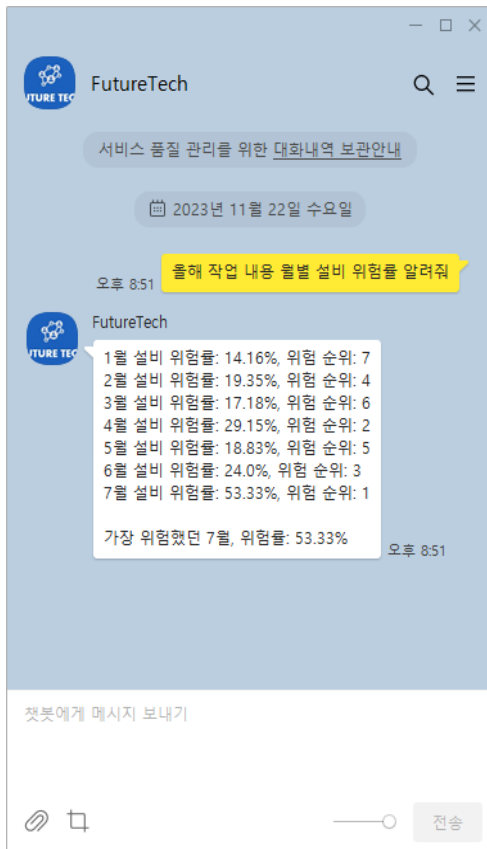 FutureTech
UTURE TEC
서비스 품질 관리를 위한 대화내역 보관안내
2023년 11월 22일 수요일
올해 작업 내용 월별 설비 위험률 알려줘
오후 8:51
FutureTech
UTURE TEC
1월 설비 위험률: 14.16%, 위험 순위: 7
2월 설비 위험률: 19.35%, 위험 순위: 4
3월 설비 위험률: 17.18%, 위험 순위: 6
4월 설비 위험률: 29.15%, 위험 순위: 2
5월 설비 위험률: 18.83%, 위험 순위: 5
6월 설비 위험률: 24.0%, 위험 순위: 3
7월 설비 위험률: 53.33%, 위험 순위: 1
가장 위험했던 7월, 위험률: 53.33%
오후 8:51
챗봇에게 메시지 보내기
전송